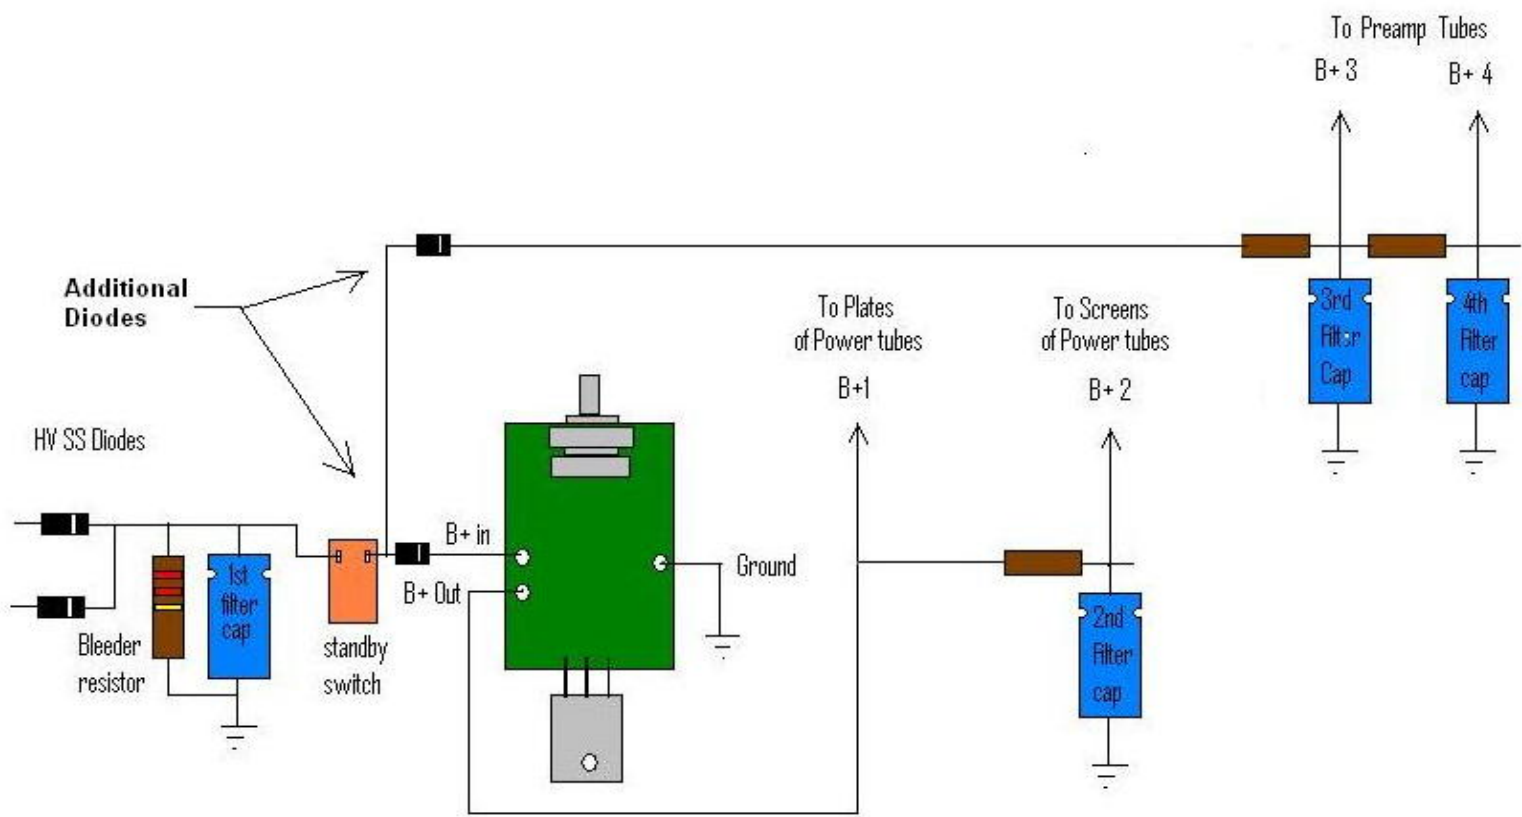 To Preamp Tubes
B+ 3
B+ 4
Additional
Diodes
To Plates
of Power tubes
B+1
To Screens
of Power tubes
B+ 2
3rd
Filter
Cap
4th
Filter
cap
HV SS Diodes
B+ in
B+ Out
Ground
1st
filter
cap
Bleeder
resistor
standby
switch
2nd
Filter
cap